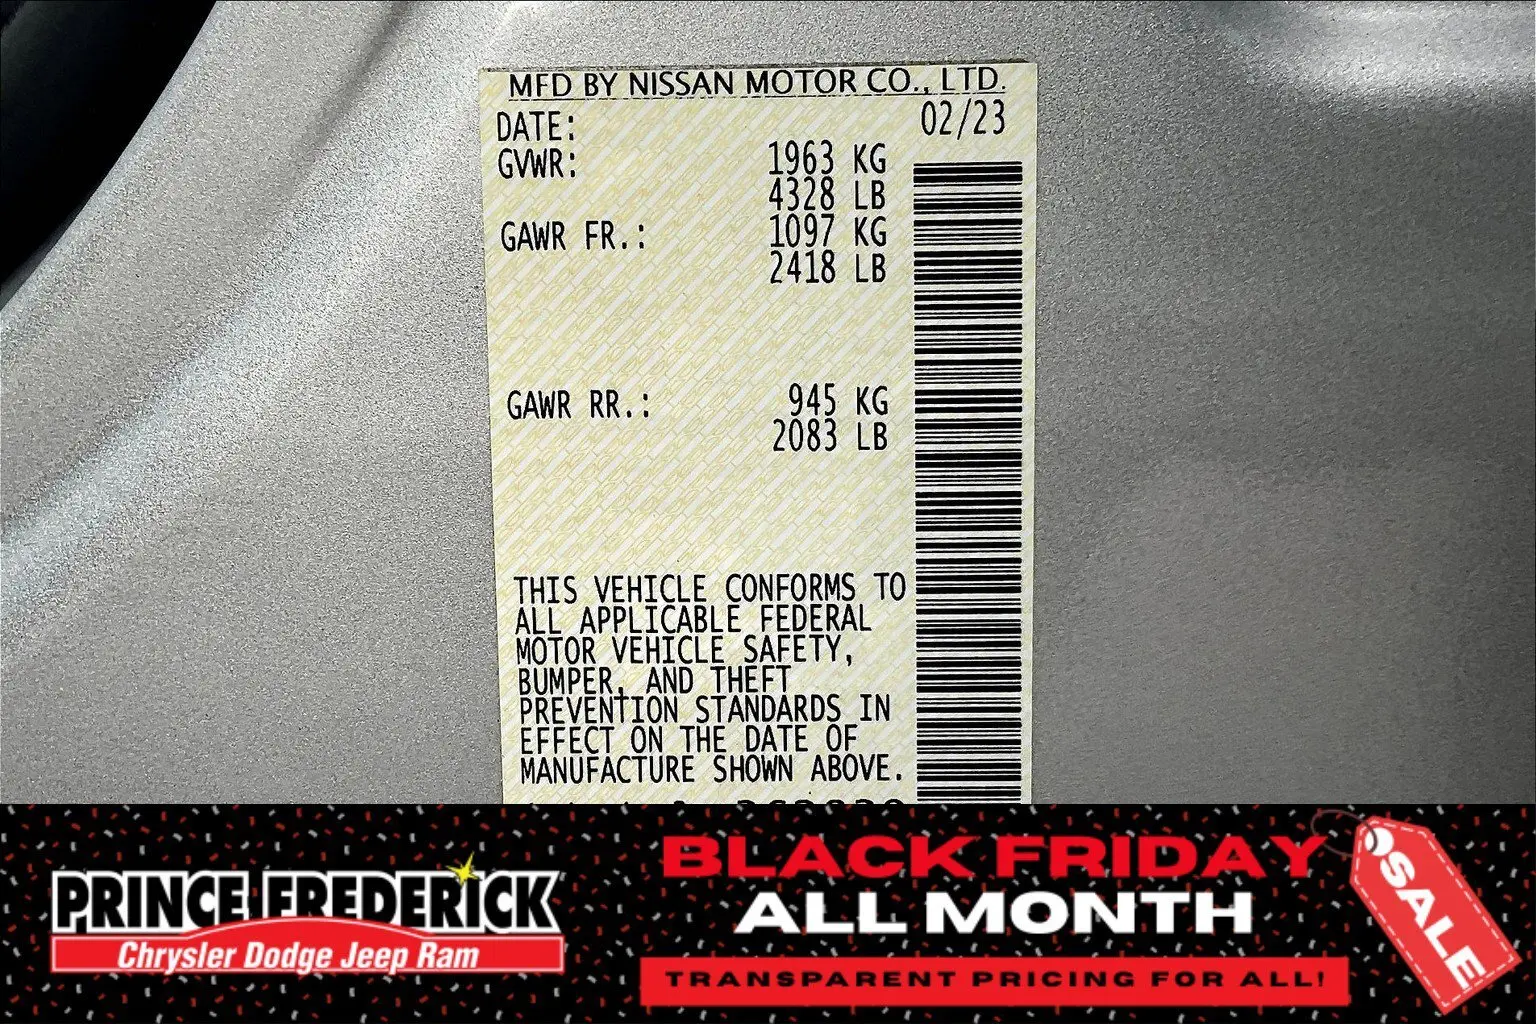 MFD BY NISSAN MOTOR CO., LTD.
DATE: 02/23
GVWR: 1963 KG
4328 LB
GAWR FR.: 1097 KG
2418 LB
GAWR RR.: 945 KG
2083 LB
THIS VEHICLE CONFORMS TO
ALL APPLICABLE FEDERAL
MOTOR VEHICLE SAFETY,
BUMPER, AND THEFT
PREVENTION STANDARDS IN
EFFECT ON THE DATE OF
MANUFACTURE SHOWN ABOVE.
PRINCE FREDERICK
Chrysler Dodge Jeep Ram
BLACK FRIDAY
ALL MONTH
TRANSPARENT PRICING FOR ALL!
SALE